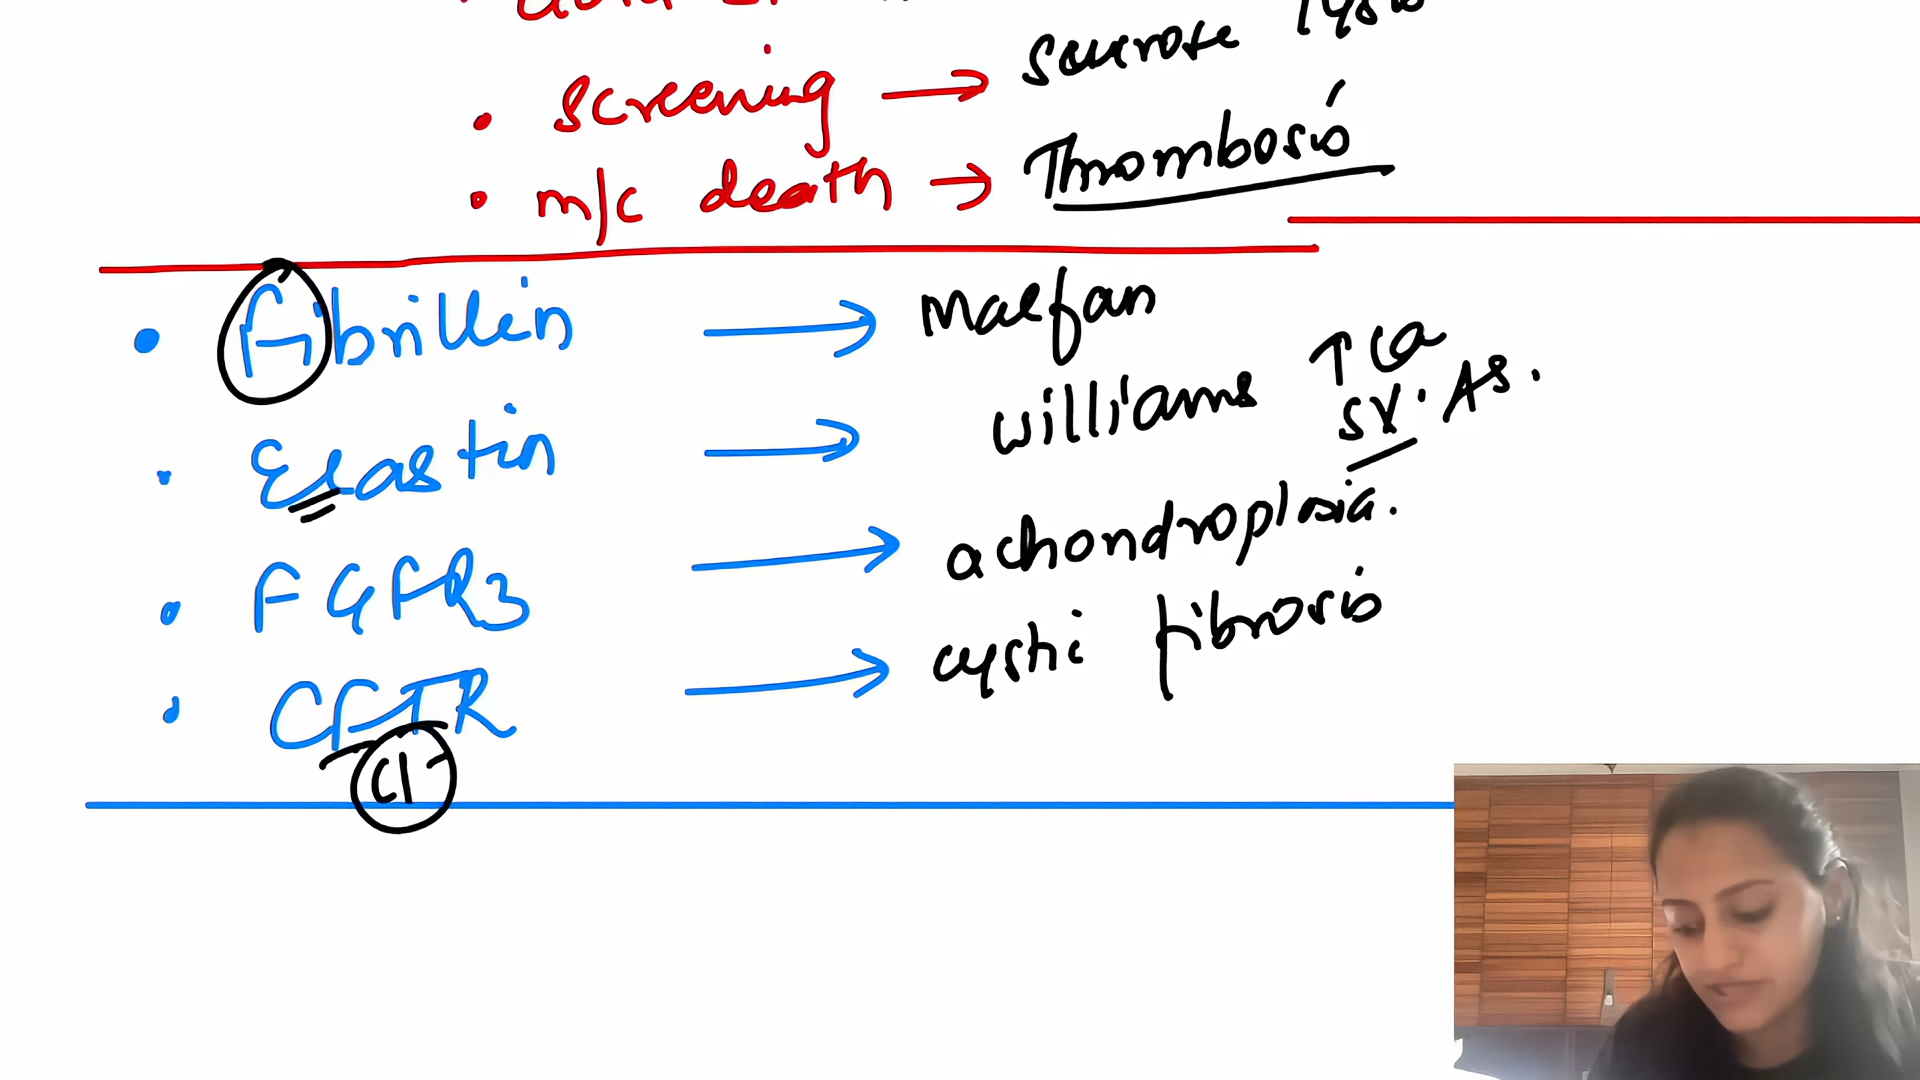 • Screening → Sucrose lysis
• m/c death → Thrombosis
• Fibrillin → Marfan
• Elastin → Williams ↑ Ca SV. AS.
• FGFR3 → achondroplasia.
• CFTR → cystic fibrosis
Cl-